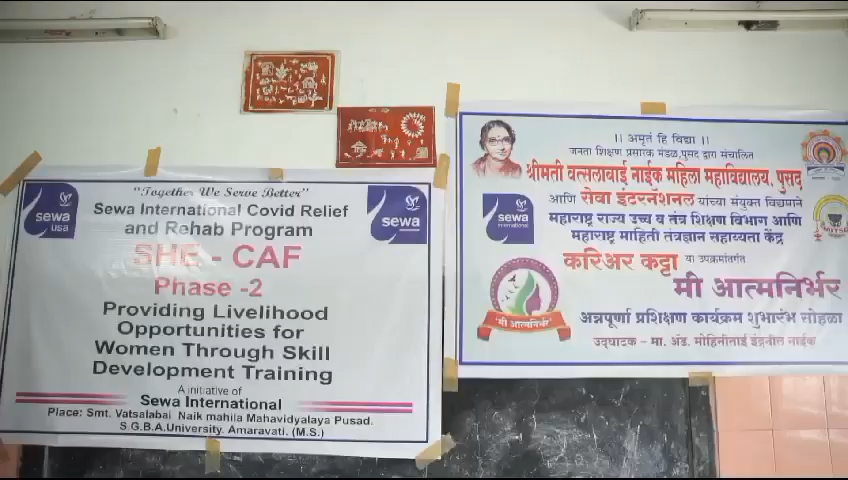 "Together We Serve Better"
sewa
usa
sewa
Sewa International Covid Relief
and Rehab Program
SHE - CAF
Phase -2
Providing Livelihood
Opportunities for
Women Through Skill
Development Training
A initiative of
Sewa International
Place: Smt. Vatsalabai Naik mahila Mahavidyalaya Pusad.
S.G.B.A.University, Amaravati. (M.S.)
।। अमृतं हि विद्या ।।
जनता शिक्षण प्रसारक मंडळ,पुसद द्वारा संचालित
श्रीमती वत्सलाबाई नाईक महिला महाविद्यालय, पुसद
आणि सेवा इंटरनॅशनल यांच्या संयुक्त विद्यमाने
sewa
international
महाराष्ट्र राज्य उच्च व तंत्र शिक्षण विभाग आणि
महाराष्ट्र माहिती तंत्रज्ञान सहाय्यता केंद्र
करिअर कट्टा या उपक्रमांतर्गत
मी आत्मनिर्भर
"मी आत्मनिर्भर"
अन्नपूर्णा प्रशिक्षण कार्यक्रम शुभारंभ सोहळा
उद्घाटक - मा. अॅड. मोहिनीताई इंद्रनील नाईक